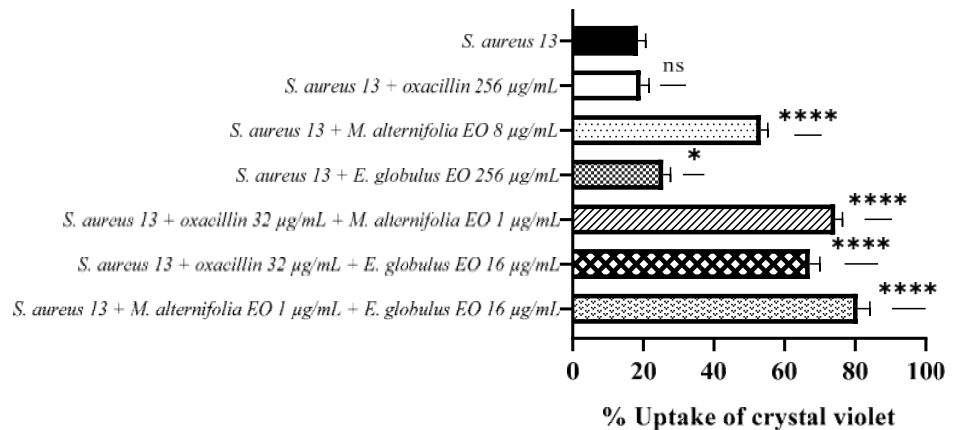 S. aureus 13
ns
S. aureus 13 + oxacillin 256 µg/mL
****
S. aureus 13 + M. alternifolia EO 8 µg/mL
*
S. aureus 13 + E. globulus EO 256 µg/mL
****
S. aureus 13 + oxacillin 32 µg/mL + M. alternifolia EO 1 µg/mL
****
S. aureus 13 + oxacillin 32 µg/mL + E. globulus EO 16 µg/mL
****
S. aureus 13 + M. alternifolia EO 1 µg/mL + E. globulus EO 16 µg/mL
0 20 40 60 80 100
% Uptake of crystal violet